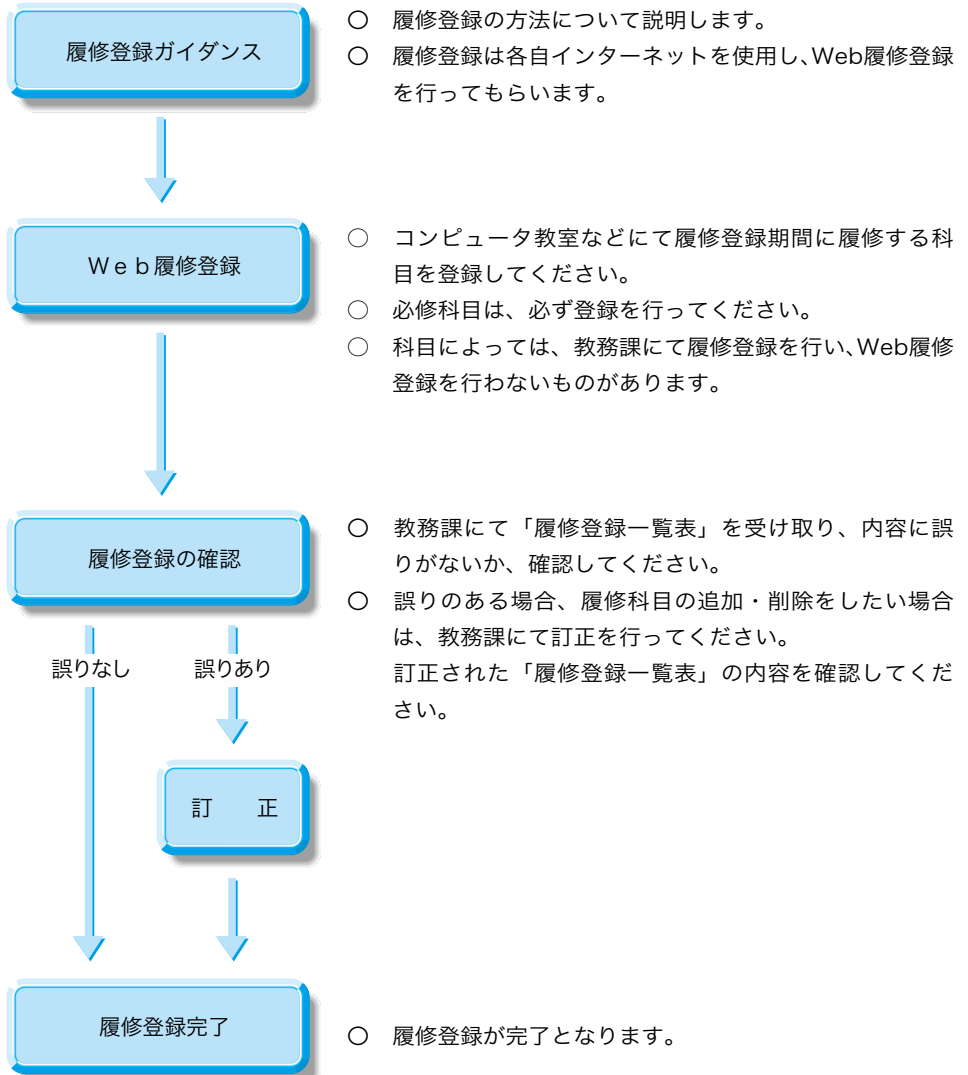 履修登録ガイダンス
○ 履修登録の方法について説明します。
○ 履修登録は各自インターネットを使用し、Web履修登録
を行ってもらいます。
Ｗｅｂ履修登録
○ コンピュータ教室などにて履修登録期間に履修する科
目を登録してください。
○ 必修科目は、必ず登録を行ってください。
○ 科目によっては、教務課にて履修登録を行い、Web履修
登録を行わないものがあります。
履修登録の確認
○ 教務課にて「履修登録一覧表」を受け取り、内容に誤
りがないか、確認してください。
○ 誤りのある場合、履修科目の追加・削除をしたい場合
は、教務課にて訂正を行ってください。
訂正された「履修登録一覧表」の内容を確認してくだ
さい。
誤りなし 誤りあり
訂　正
履修登録完了
○ 履修登録が完了となります。